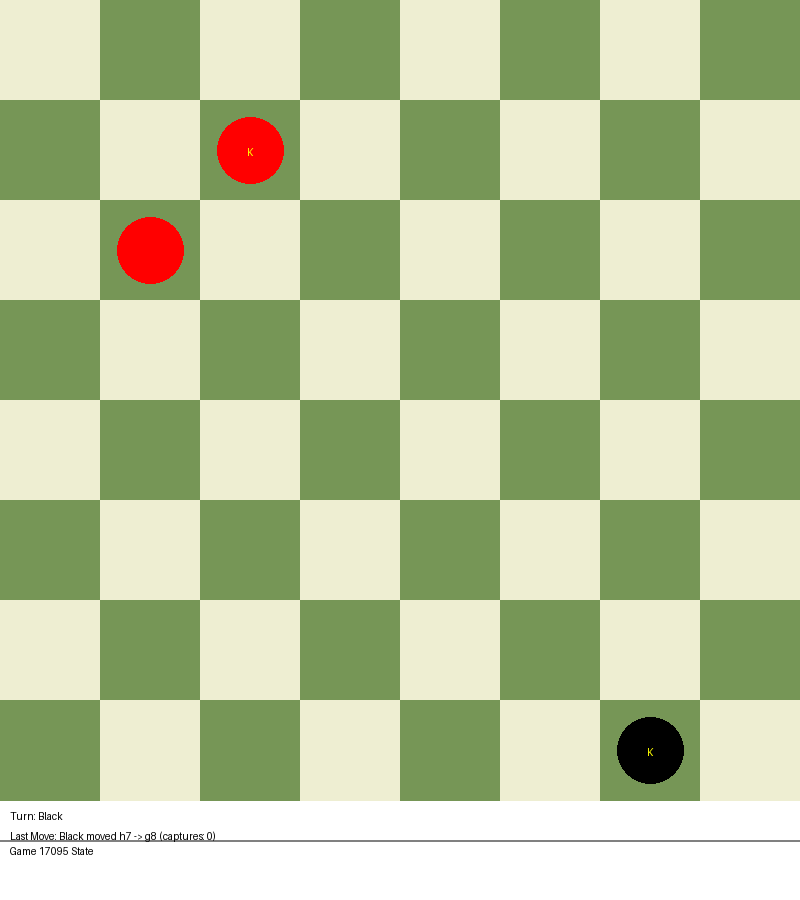 K
K
Turn: Black
Last Move: Black moved h7 -> g8 (captures: 0)
Game 17095 State